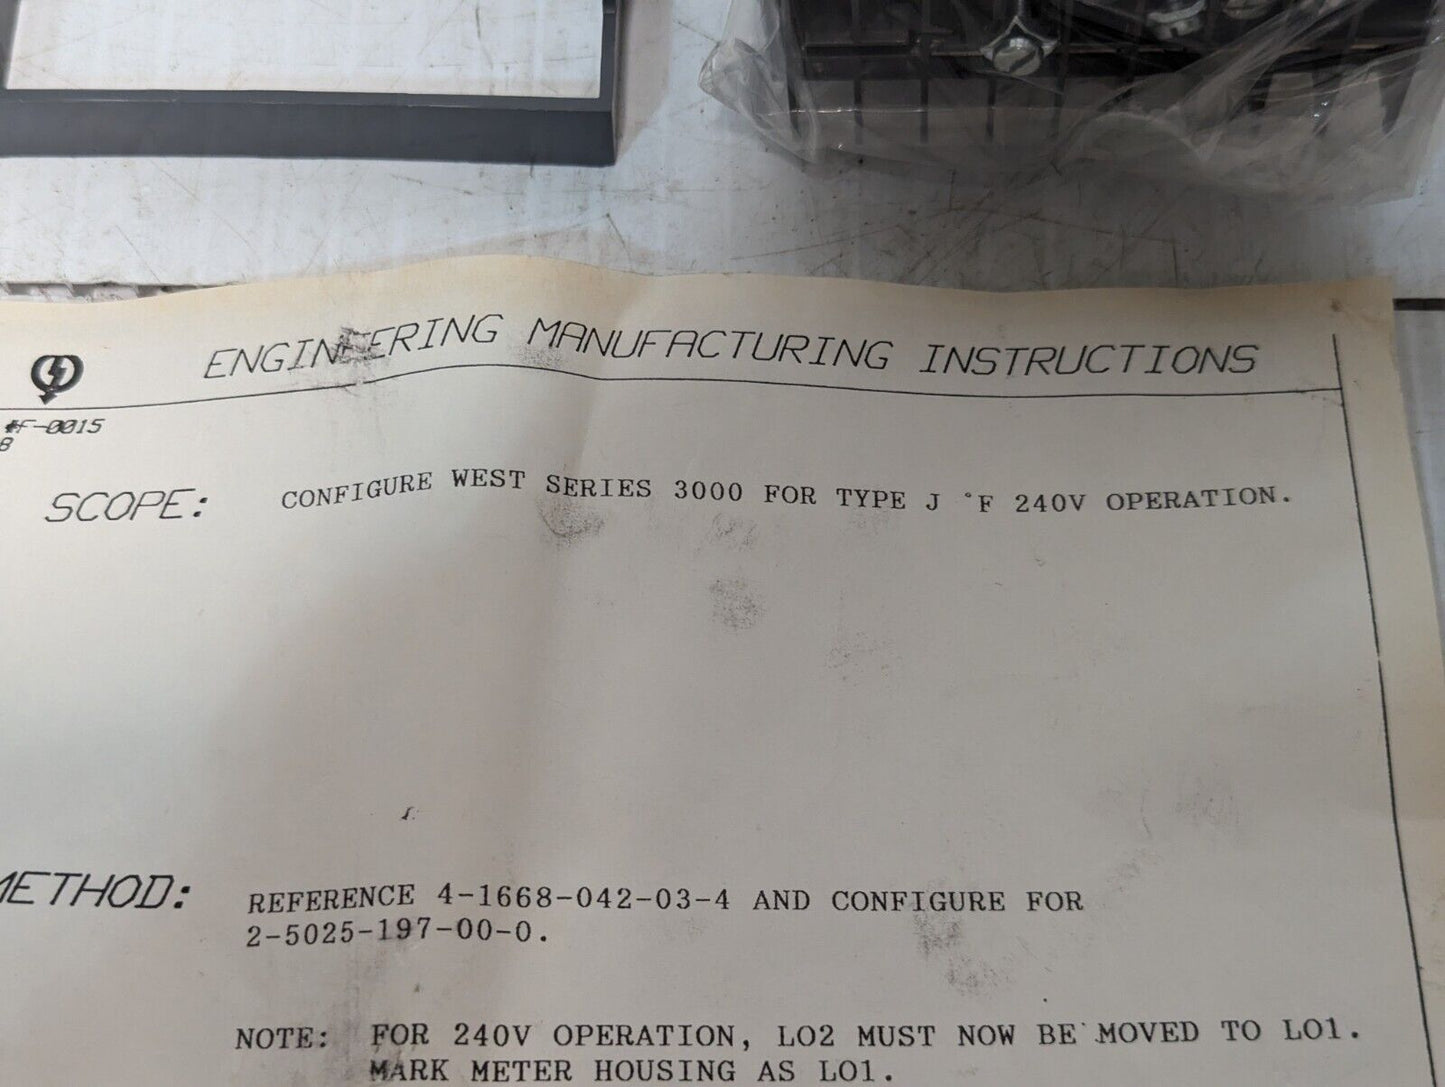 ENGINEERING MANUFACTURING INSTRUCTIONS
#F-0015
8
SCOPE: CONFIGURE WEST SERIES 3000 FOR TYPE J °F 240V OPERATION.
METHOD: REFERENCE 4-1668-042-03-4 AND CONFIGURE FOR
2-5025-197-00-0.
NOTE: FOR 240V OPERATION, LO2 MUST NOW BE MOVED TO LO1.
MARK METER HOUSING AS LO1.